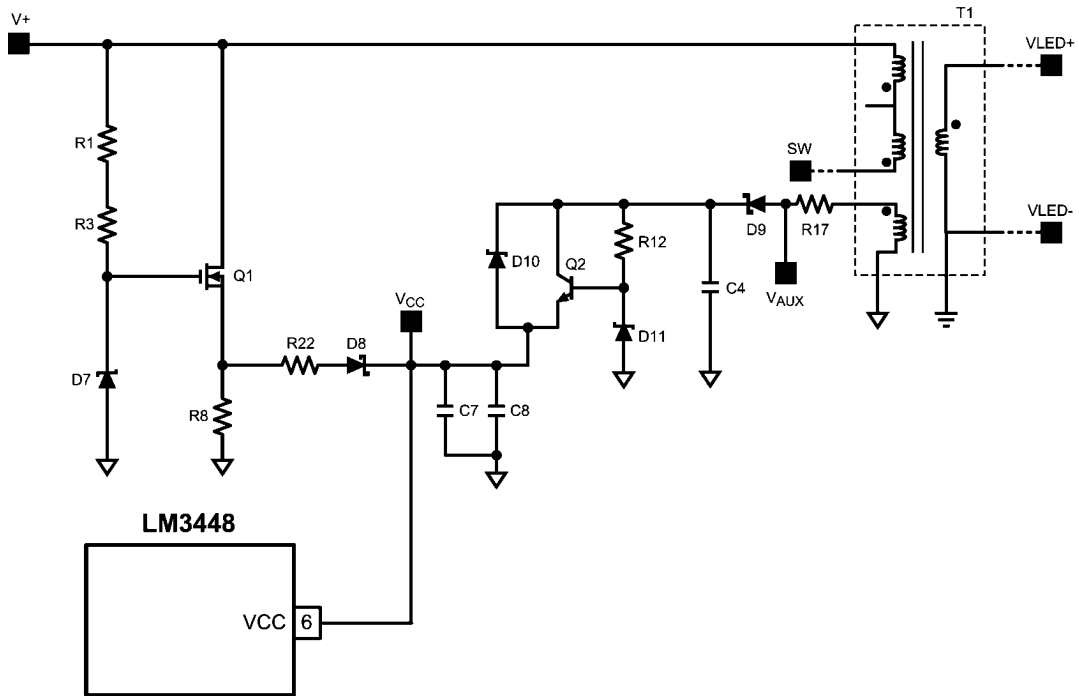 V+
T1
VLED+
R1
SW
R3
VLED-
D9
R17
R12
Q1
D10
Q2
VCC
C4
VAUX
D11
R22
D8
D7
R8
C7
C8
LM3448
VCC
6